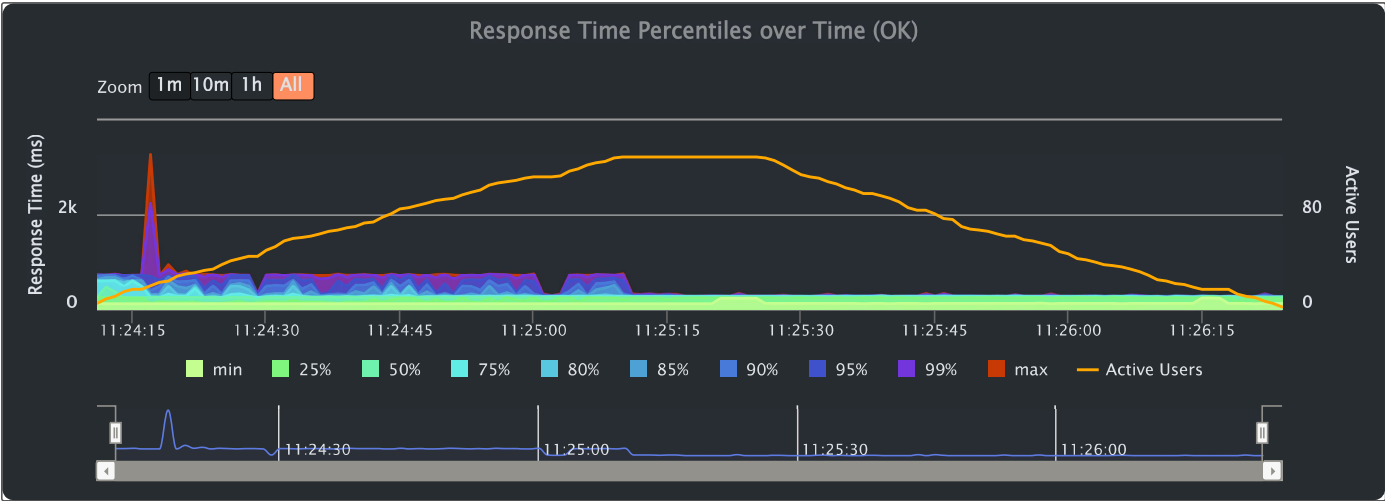 Response Time Percentiles over Time (OK)
Zoom 1m 10m 1h All
Response Time (ms)
2k
0
Active Users
80
0
11:24:15 11:24:30 11:24:45 11:25:00 11:25:15 11:25:30 11:25:45 11:26:00 11:26:15
min 25% 50% 75% 80% 85% 90% 95% 99% max Active Users
11:24:30 11:25:00 11:25:30 11:26:00